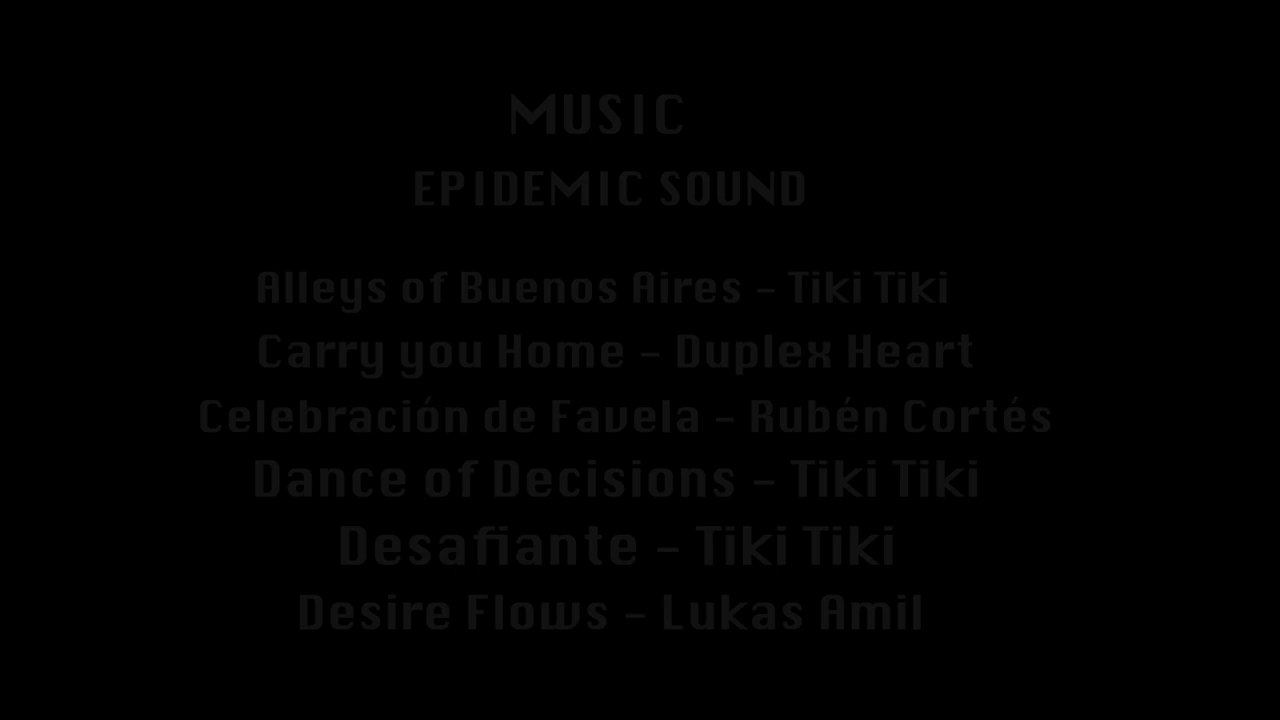 MUSIC
EPIDEMIC SOUND
Alleys of Buenos Aires - Tiki Tiki
Carry you Home - Duplex Heart
Celebración de Favela - Rubén Cortés
Dance of Decisions - Tiki Tiki
Desafiante - Tiki Tiki
Desire Flows - Lukas Amil